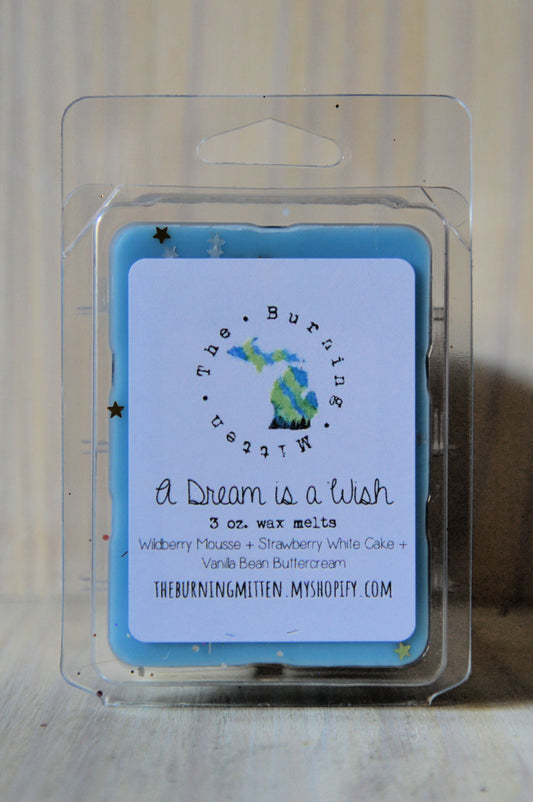 The • Burning • Mitten •
A Dream is a Wish
3 oz. wax melts
Wildberry Mousse + Strawberry White Cake +
Vanilla Bean Buttercream
THEBURNINGMITTEN.MYSHOPIFY.COM